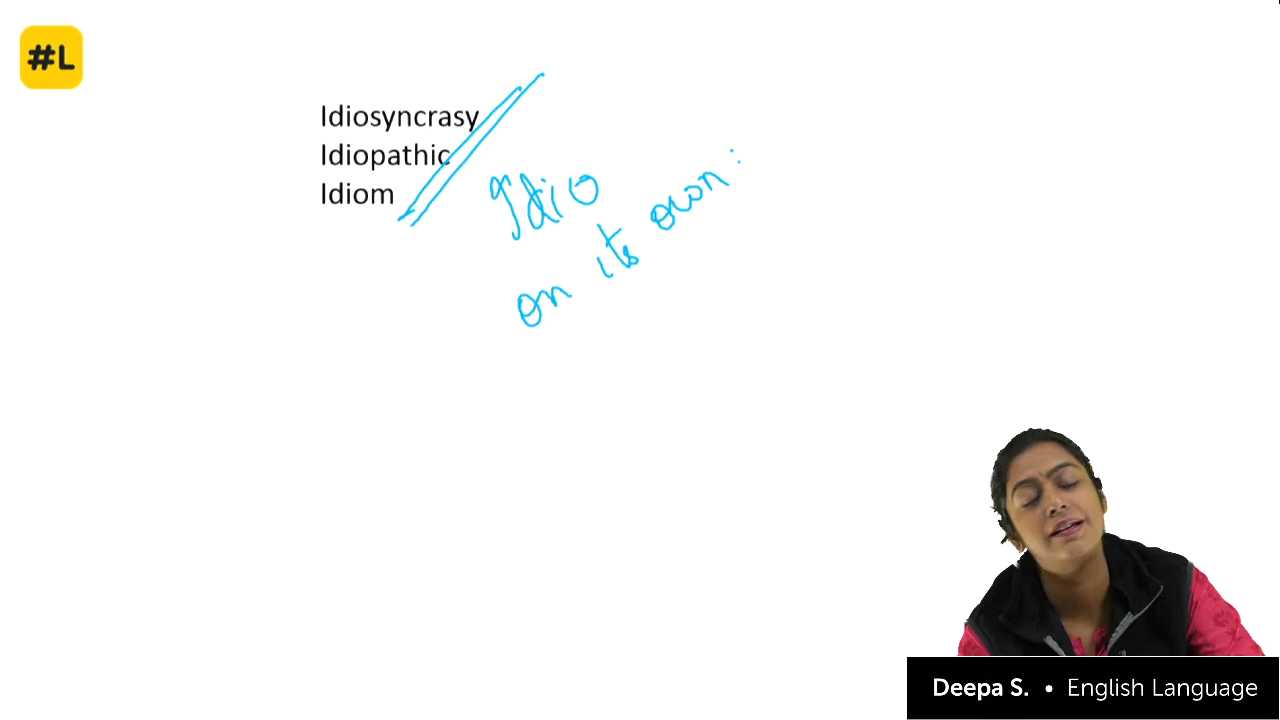 #L
Idiosyncrasy
Idiopathic
Idiom
Idio
on its own :
Deepa S. • English Language